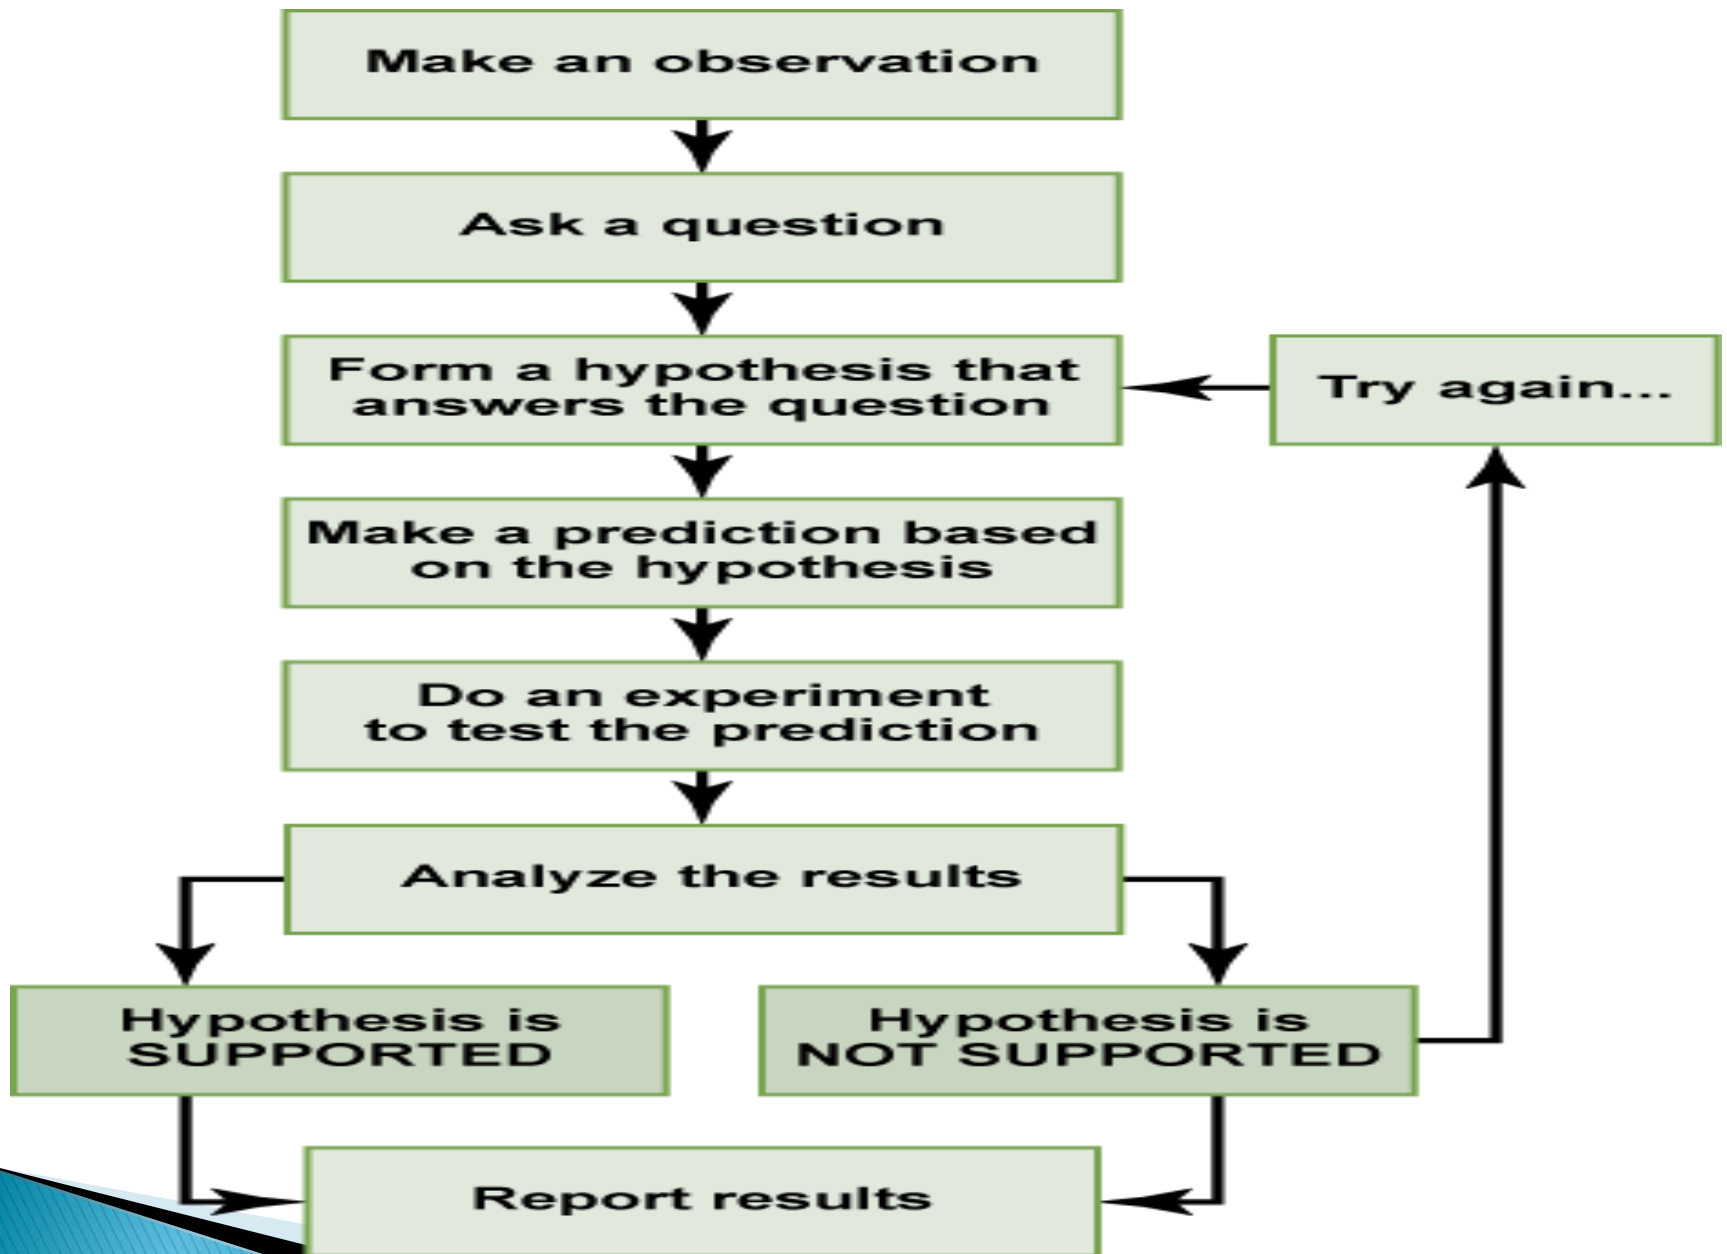 Make an observation
Ask a question
Form a hypothesis that
answers the question
Try again...
Make a prediction based
on the hypothesis
Do an experiment
to test the prediction
Analyze the results
Hypothesis is
SUPPORTED
Hypothesis is
NOT SUPPORTED
Report results